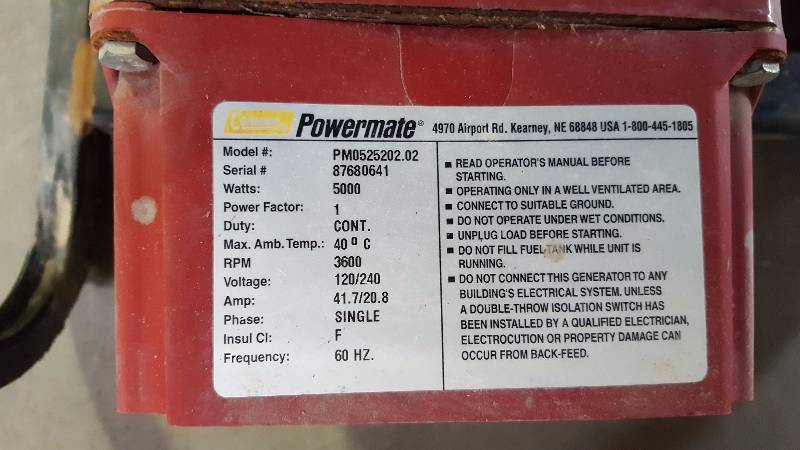 Coleman Powermate® 4970 Airport Rd. Kearney, NE 68848 USA 1-800-445-1805
Model #: PM0525202.02
Serial # 87680641
Watts: 5000
Power Factor: 1
Duty: CONT.
Max. Amb. Temp.: 40º C
RPM 3600
Voltage: 120/240
Amp: 41.7/20.8
Phase: SINGLE
Insul Cl: F
Frequency: 60 HZ.
■ READ OPERATOR'S MANUAL BEFORE
STARTING.
■ OPERATING ONLY IN A WELL VENTILATED AREA.
■ CONNECT TO SUITABLE GROUND.
■ DO NOT OPERATE UNDER WET CONDITIONS.
■ UNPLUG LOAD BEFORE STARTING.
■ DO NOT FILL FUEL TANK WHILE UNIT IS
RUNNING.
■ DO NOT CONNECT THIS GENERATOR TO ANY
BUILDING'S ELECTRICAL SYSTEM. UNLESS
A DOUBLE-THROW ISOLATION SWITCH HAS
BEEN INSTALLED BY A QUALIFIED ELECTRICIAN,
ELECTROCUTION OR PROPERTY DAMAGE CAN
OCCUR FROM BACK-FEED.